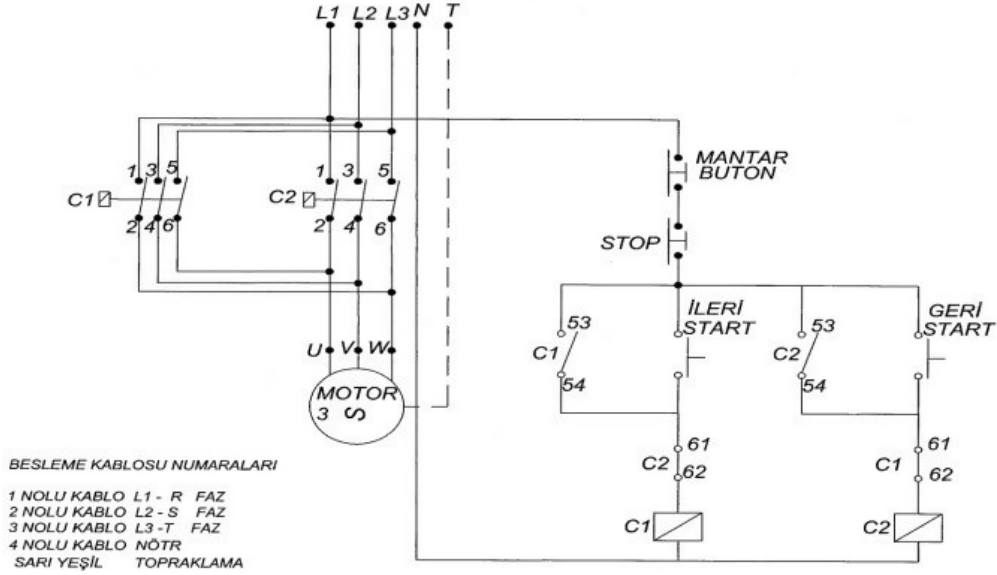 L1 L2 L3 N T
1 3 5
C1
2 4 6
1 3 5
C2
2 4 6
U V W
MOTOR
3
MANTAR
BUTON
STOP
53
C1
54
İLERİ
START
53
C2
54
GERİ
START
61
C2
62
C1
61
C1
62
C2
BESLEME KABLOSU NUMARALARI
1 NOLU KABLO L1 - R FAZ
2 NOLU KABLO L2 - S FAZ
3 NOLU KABLO L3 -T FAZ
4 NOLU KABLO NÖTR
SARI YEŞİL TOPRAKLAMA